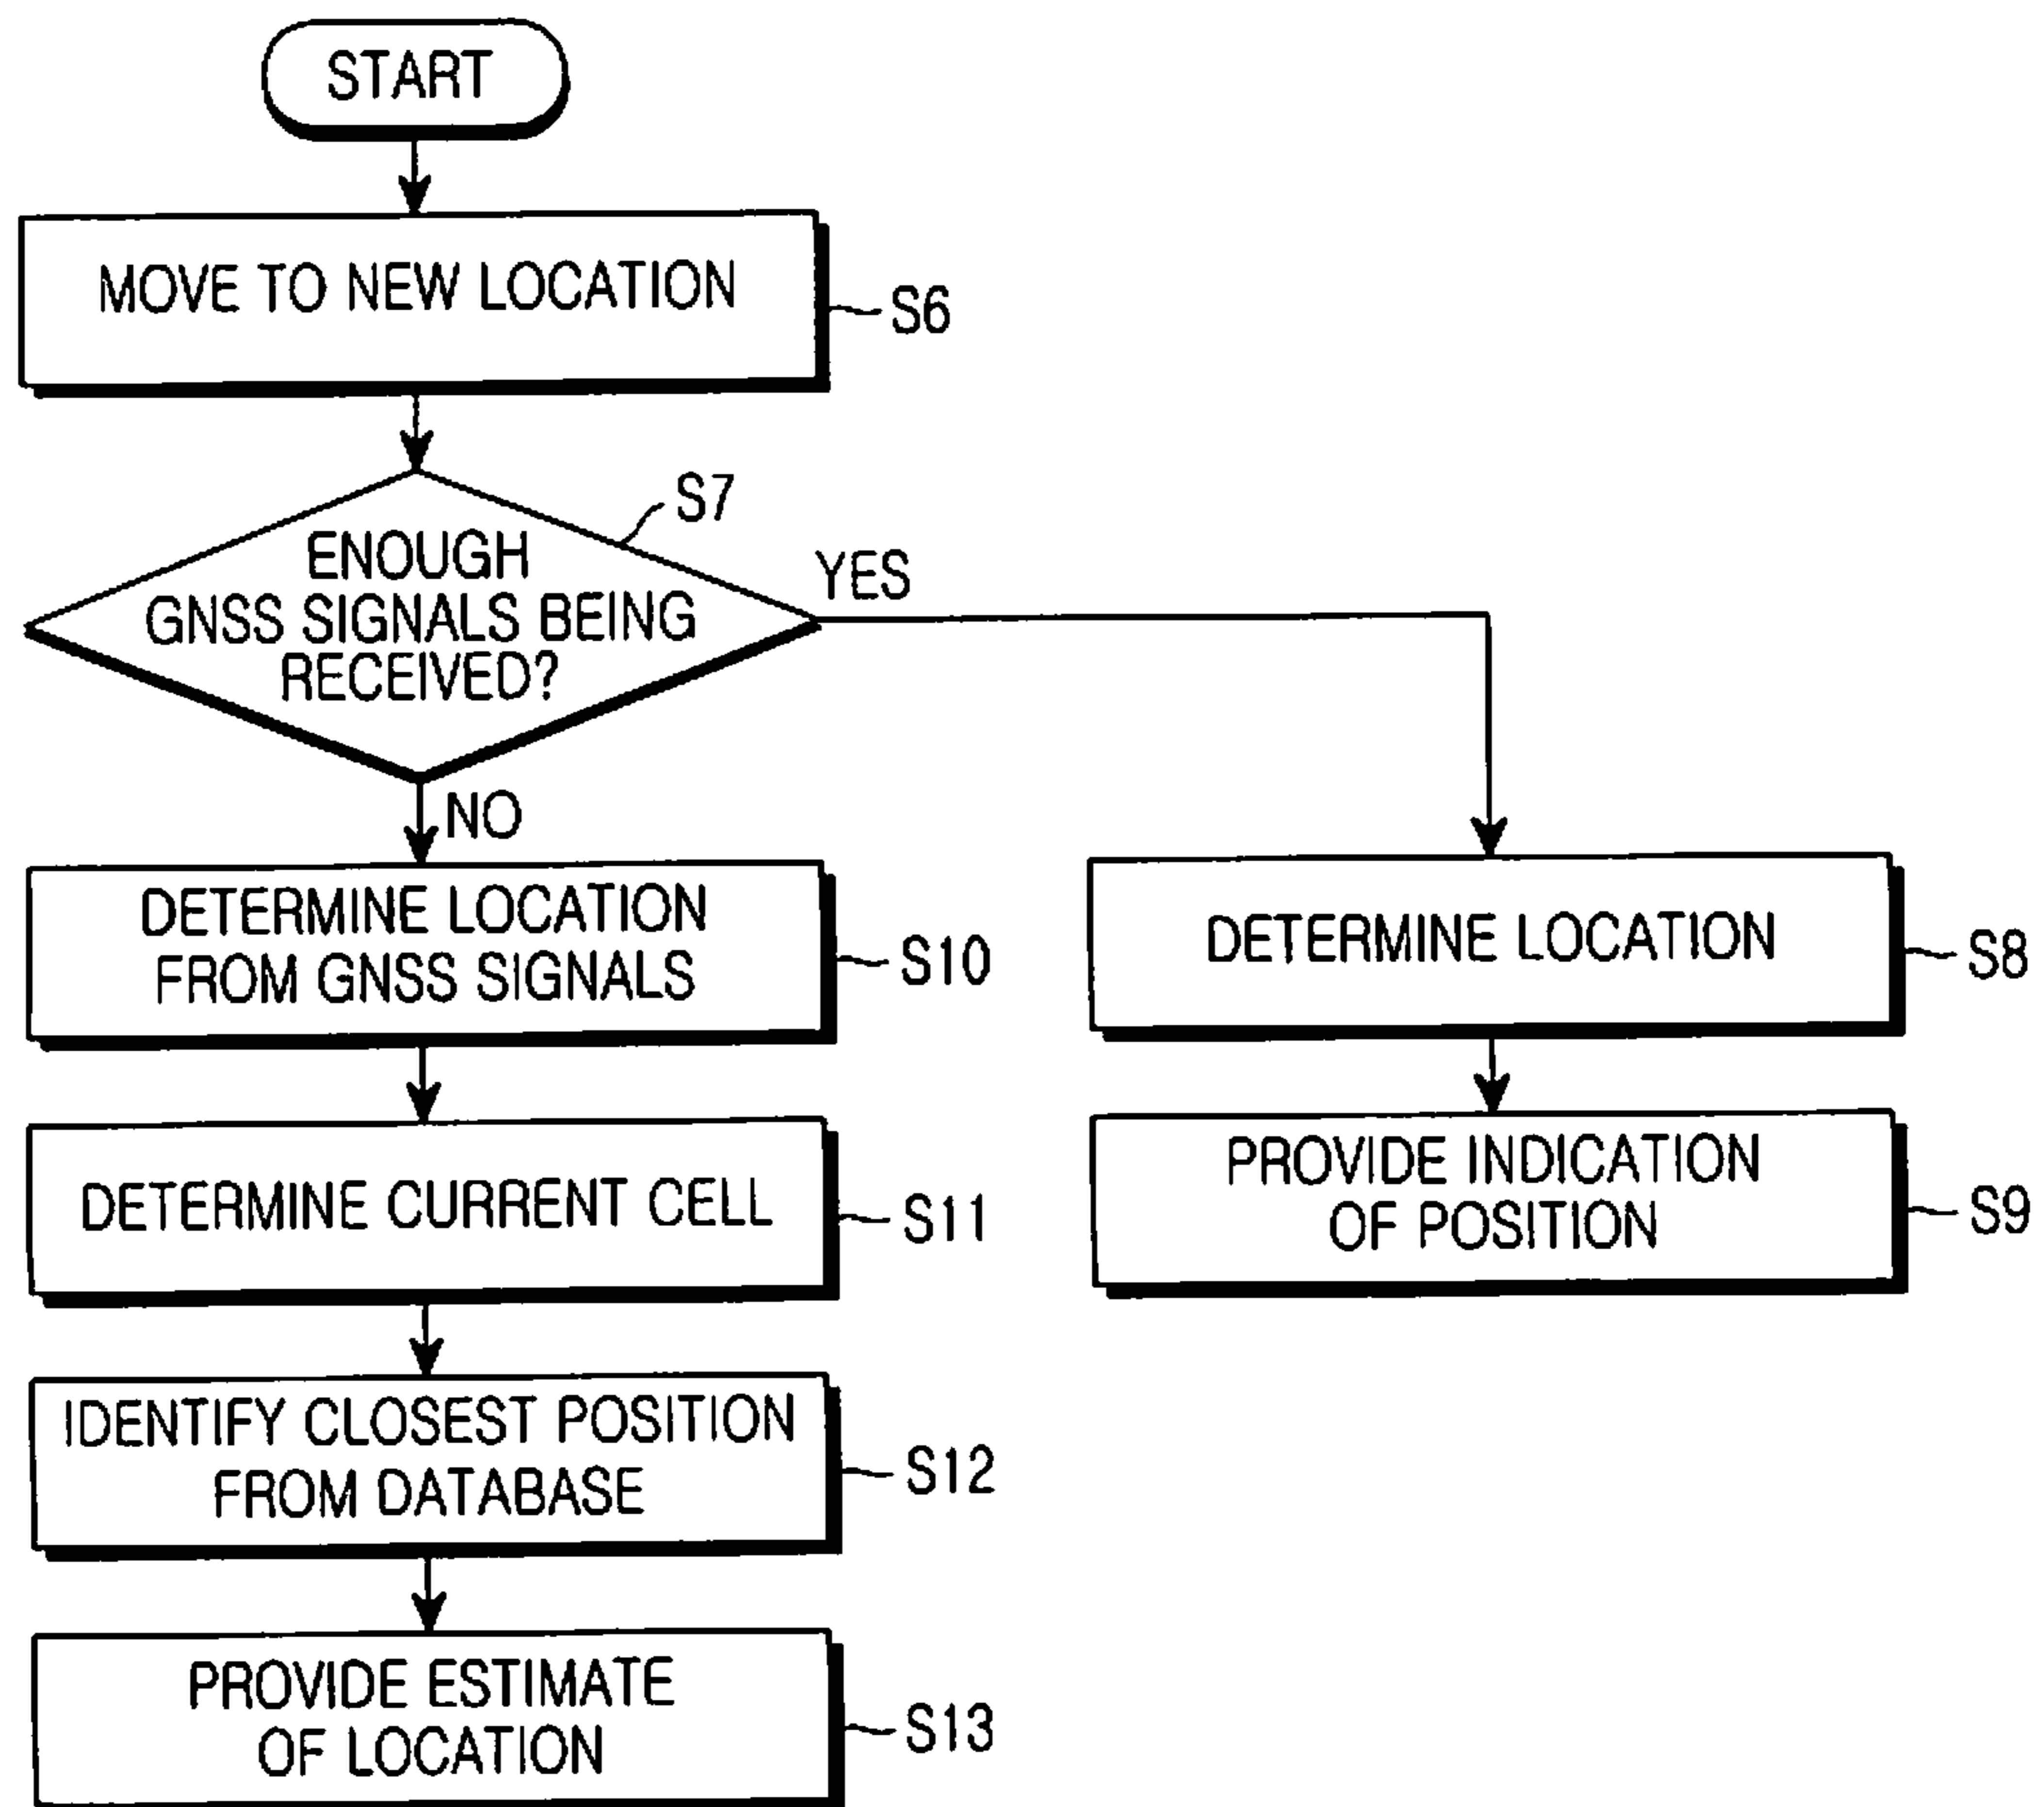 START
MOVE TO NEW LOCATION
S6
S7
ENOUGH
GNSS SIGNALS BEING
RECEIVED?
YES
NO
DETERMINE LOCATION
FROM GNSS SIGNALS
S10
DETERMINE LOCATION
S8
DETERMINE CURRENT CELL
S11
PROVIDE INDICATION
OF POSITION
S9
IDENTIFY CLOSEST POSITION
FROM DATABASE
S12
PROVIDE ESTIMATE
OF LOCATION
S13